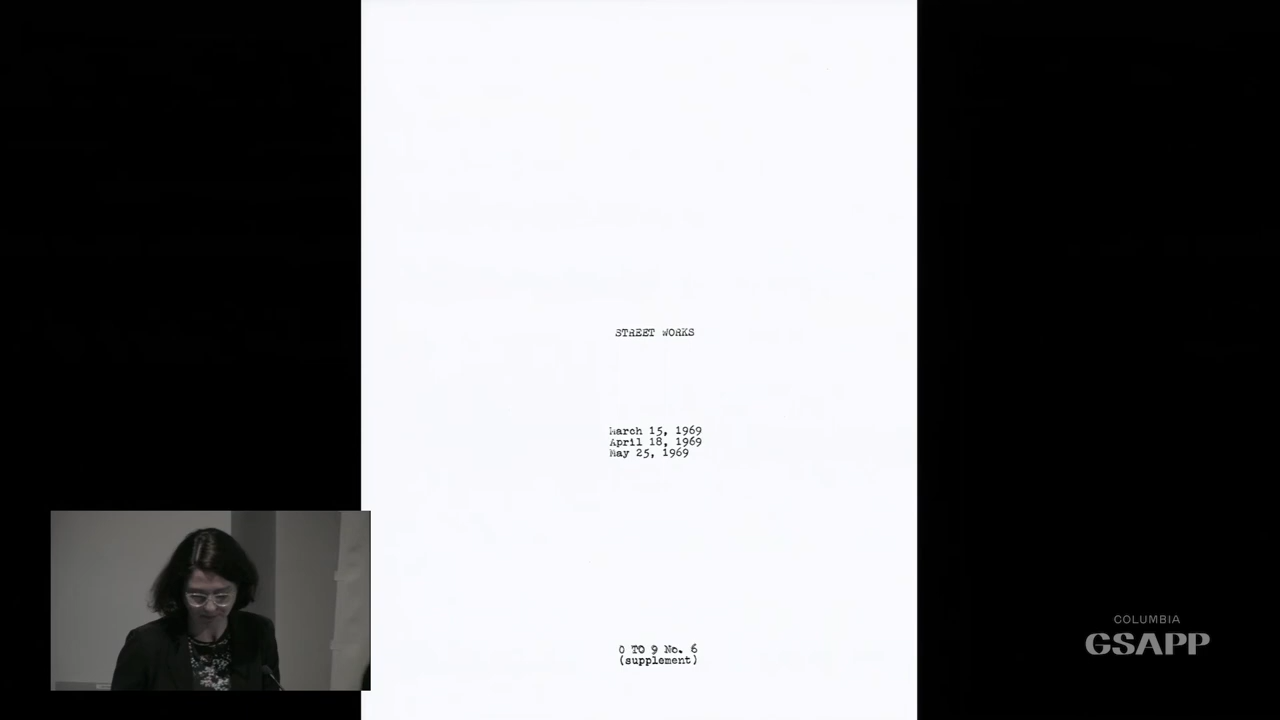 STREET WORKS
March 15, 1969
April 18, 1969
May 25, 1969
0 TO 9 No. 6
(supplement)
COLUMBIA
GSAPP